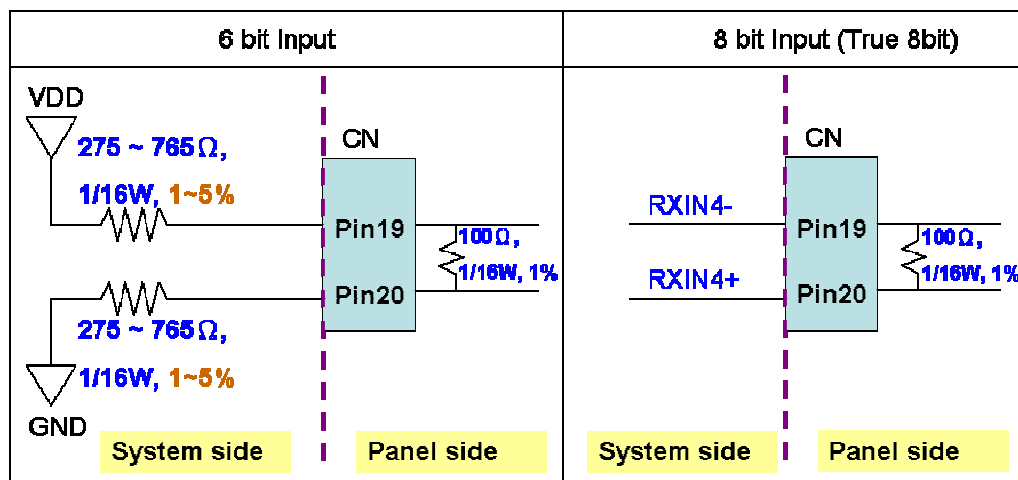 6 bit Input
8 bit Input (True 8bit)
VDD
275 ~ 765Ω,
1/16W, 1~5%
CN
Pin19
100Ω,
1/16W, 1%
Pin20
275 ~ 765Ω,
1/16W, 1~5%
GND
System side
Panel side
CN
RXIN4-
Pin19
100Ω,
1/16W, 1%
RXIN4+
Pin20
System side
Panel side